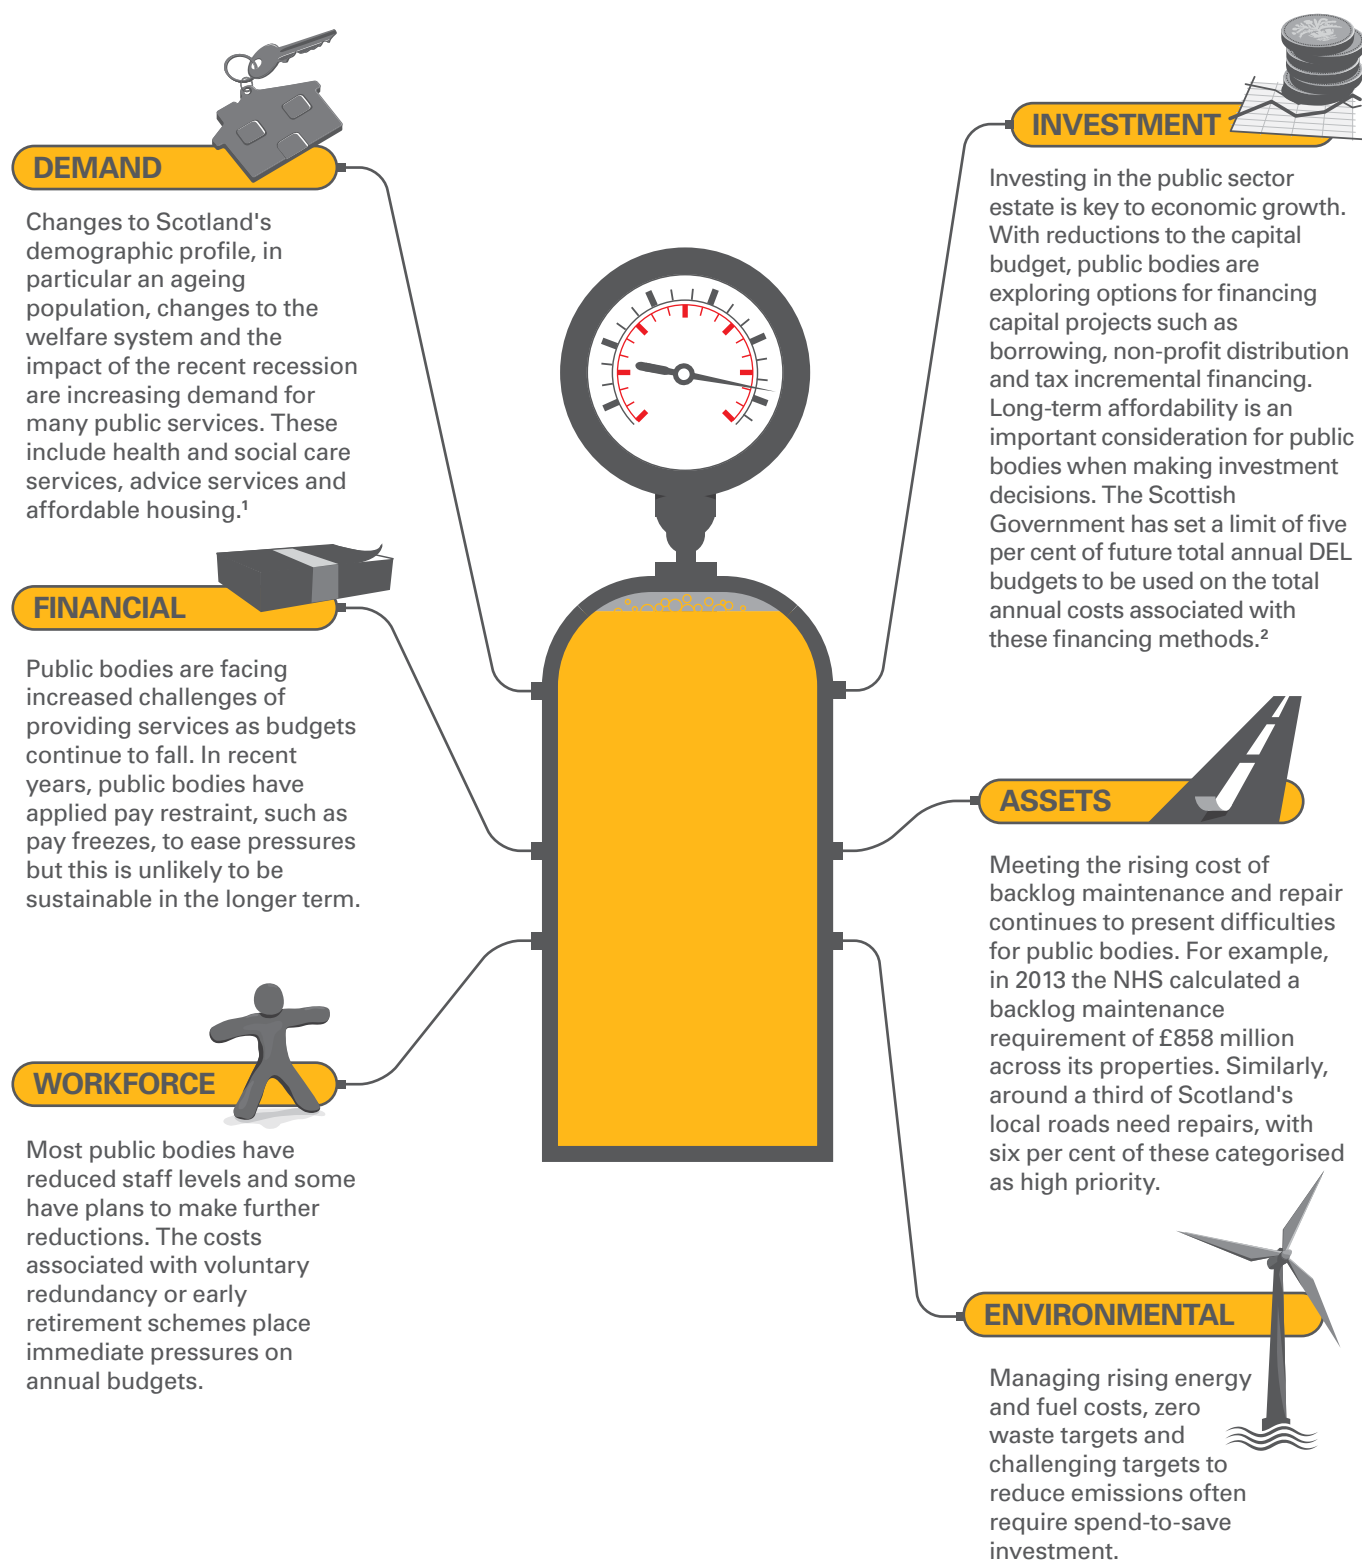 DEMAND
Changes to Scotland's
demographic profile, in
particular an ageing
population, changes to the
welfare system and the
impact of the recent recession
are increasing demand for
many public services. These
include health and social care
services, advice services and
affordable housing.¹
FINANCIAL
Public bodies are facing
increased challenges of
providing services as budgets
continue to fall. In recent
years, public bodies have
applied pay restraint, such as
pay freezes, to ease pressures
but this is unlikely to be
sustainable in the longer term.
WORKFORCE
Most public bodies have
reduced staff levels and some
have plans to make further
reductions. The costs
associated with voluntary
redundancy or early
retirement schemes place
immediate pressures on
annual budgets.
INVESTMENT
Investing in the public sector
estate is key to economic growth.
With reductions to the capital
budget, public bodies are
exploring options for financing
capital projects such as
borrowing, non-profit distribution
and tax incremental financing.
Long-term affordability is an
important consideration for public
bodies when making investment
decisions. The Scottish
Government has set a limit of five
per cent of future total annual DEL
budgets to be used on the total
annual costs associated with
these financing methods.²
ASSETS
Meeting the rising cost of
backlog maintenance and repair
continues to present difficulties
for public bodies. For example,
in 2013 the NHS calculated a
backlog maintenance
requirement of £858 million
across its properties. Similarly,
around a third of Scotland's
local roads need repairs, with
six per cent of these categorised
as high priority.
ENVIRONMENTAL
Managing rising energy
and fuel costs, zero
waste targets and
challenging targets to
reduce emissions often
require spend-to-save
investment.